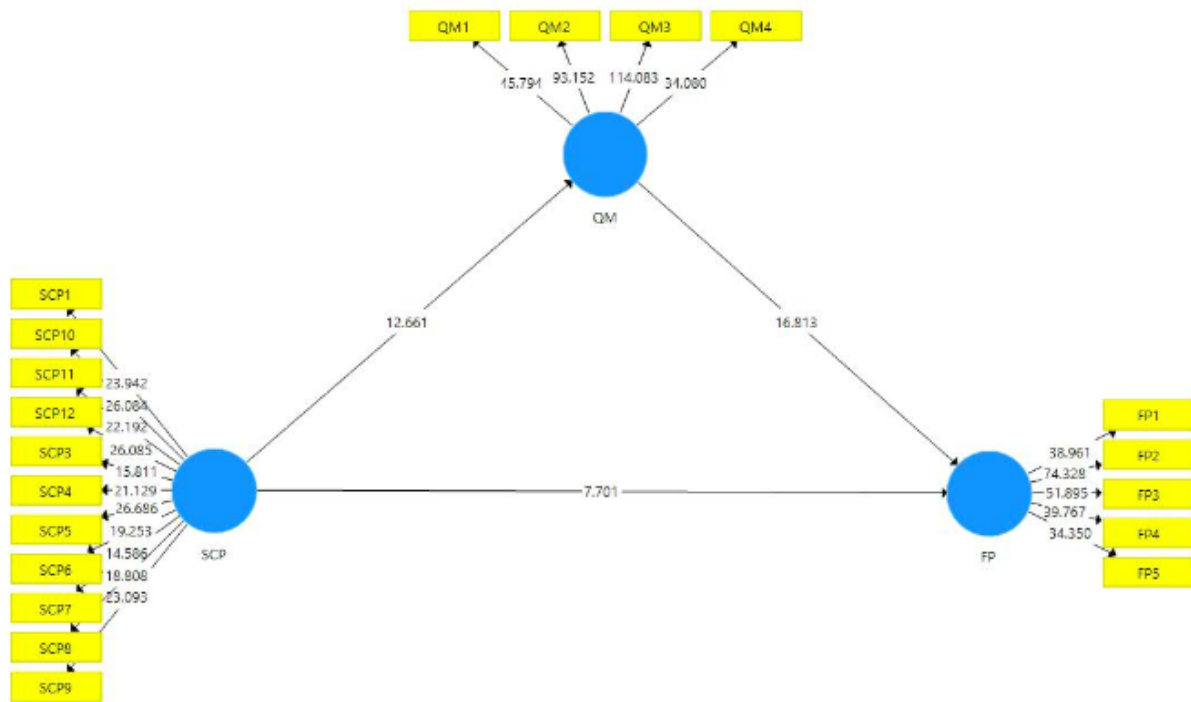 QM1 QM2 QM3 QM4
45.794 93.152 114.083 34.080
QM
12.661 16.813
SCP1
SCP10
SCP11
SCP12
SCP3
SCP4
SCP5
SCP6
SCP7
SCP8
SCP9
23.942
26.084
22.192
26.085
15.811
21.129
26.686
19.253
14.586
18.808
23.093
SCP
7.701
FP
38.961
74.328
51.895
39.767
34.350
FP1
FP2
FP3
FP4
FP5